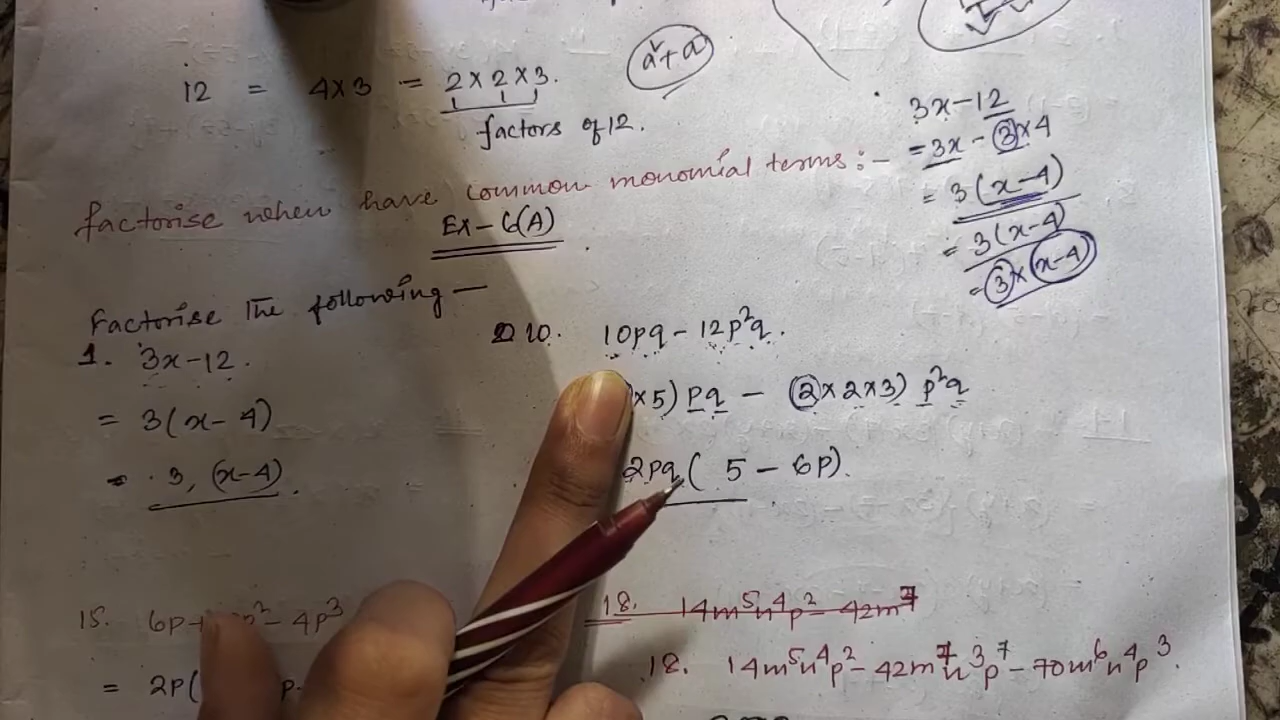 12 = 4×3 = 2×2×3.
factors of 12.
a²+a
3x-12
= 3x - 3×4
= 3(x-4)
= 3(x-4)
= 3×(x-4)
factorise when have common monomial terms:-
Ex-6(A)
Factorise the following—
1. 3x-12.
= 3(x-4)
= 3, (x-4).
10. 10pq - 12p²q.
×5)pq - 2×2×3) p²q
2pq( 5 - 6p).
15. 6p+ p² - 4p³
= 2p( p.
18. 14m⁵n⁴p² - 42m⁷
18. 14m⁵n⁴p² - 42m⁷n³p⁷ - 70m⁶n⁴p³.